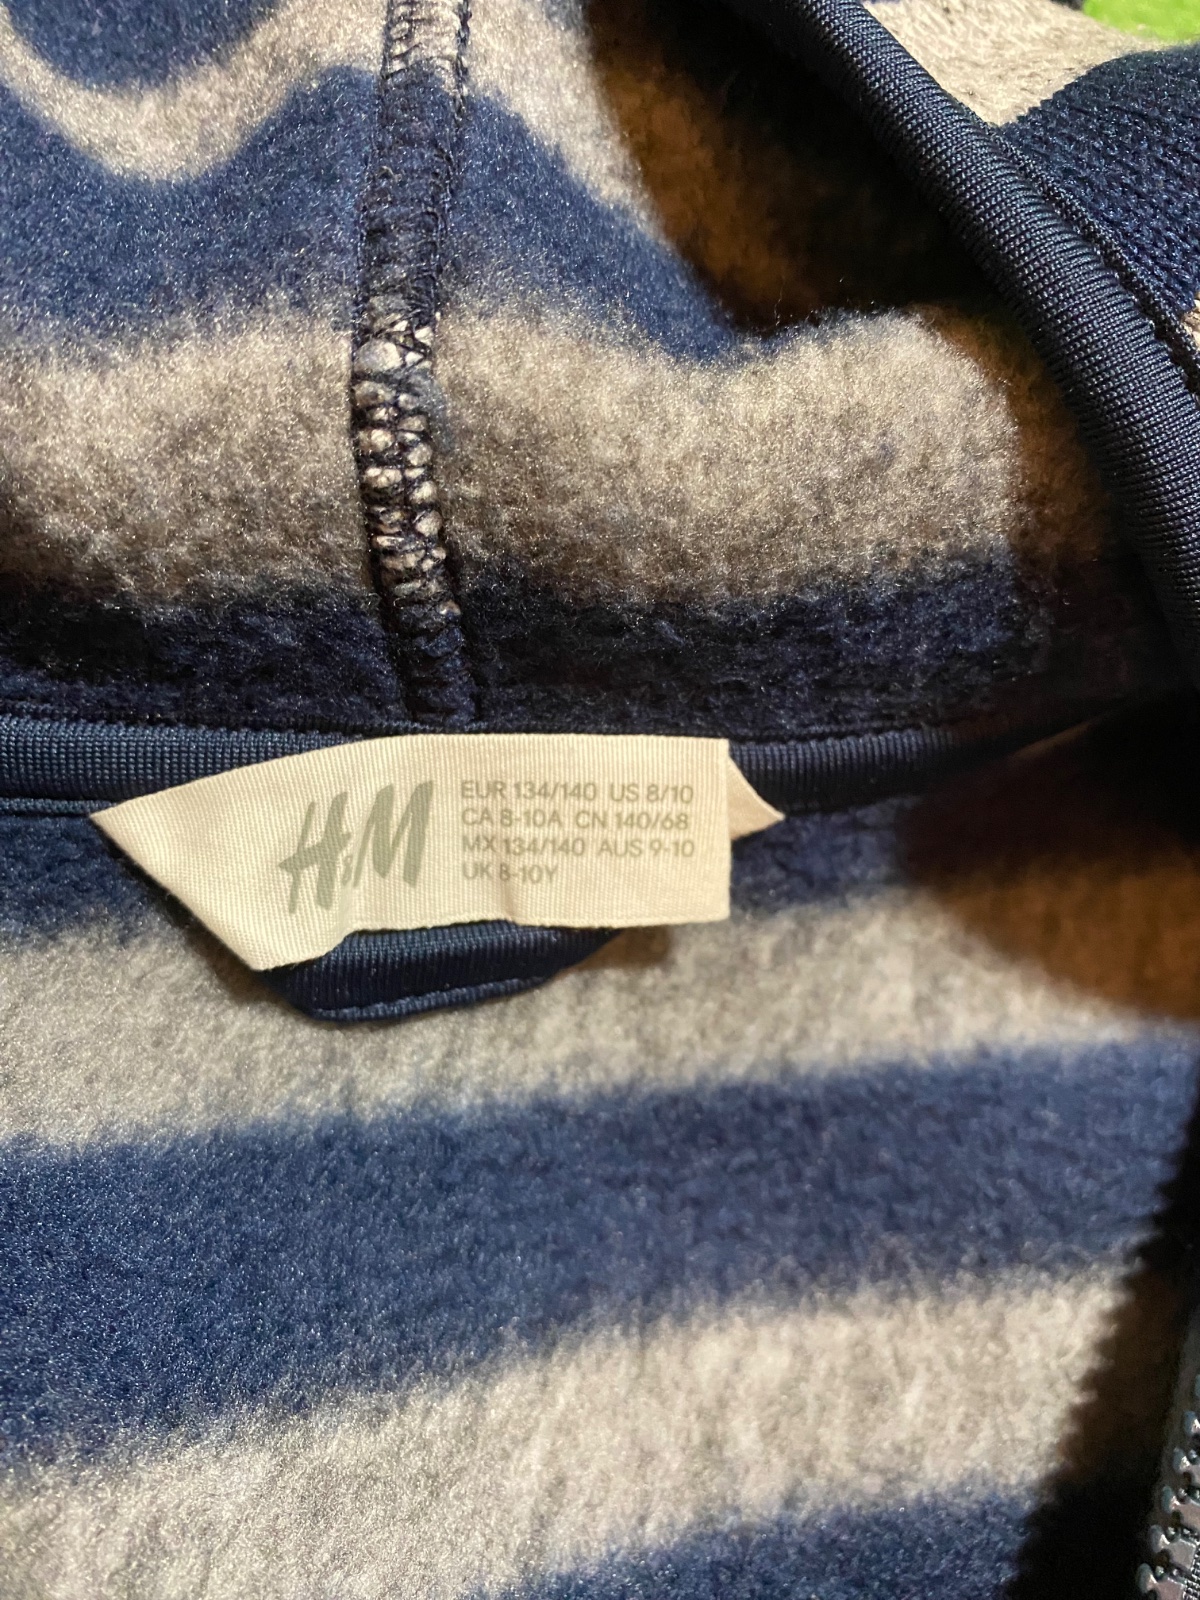 H&M
EUR 134/140 US 8/10
CA 8-10A CN 140/68
MX 134/140 AUS 9-10
UK 8-10Y